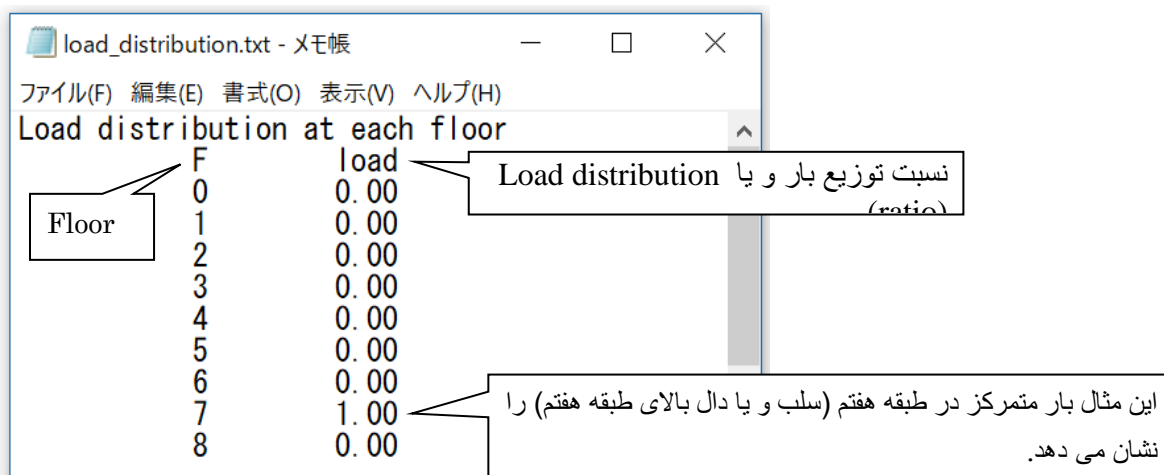 load_distribution.txt - メモ帳
ファイル(F) 編集(E) 書式(O) 表示(V) ヘルプ(H)
Load distribution at each floor
F load
0 0.00
1 0.00
2 0.00
3 0.00
4 0.00
5 0.00
6 0.00
7 1.00
8 0.00
Floor
نسبت توزیع بار و یا Load distribution
(ratio)
این مثال بار متمرکز در طبقه هفتم (سلب و یا دال بالای طبقه هفتم) را
نشان می دهد.